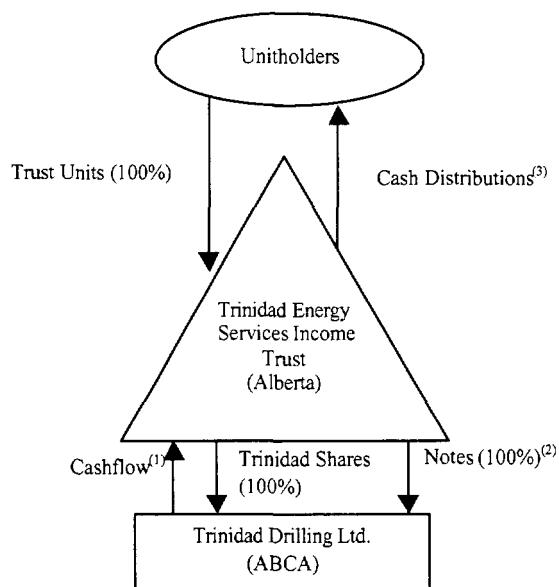 Unitholders
Trust Units (100%)
Cash Distributions(3)
Trinidad Energy
Services Income
Trust
(Alberta)
Cashflow(1)
Trinidad Shares
(100%)
Notes (100%)(2)
Trinidad Drilling Ltd.
(ABCA)